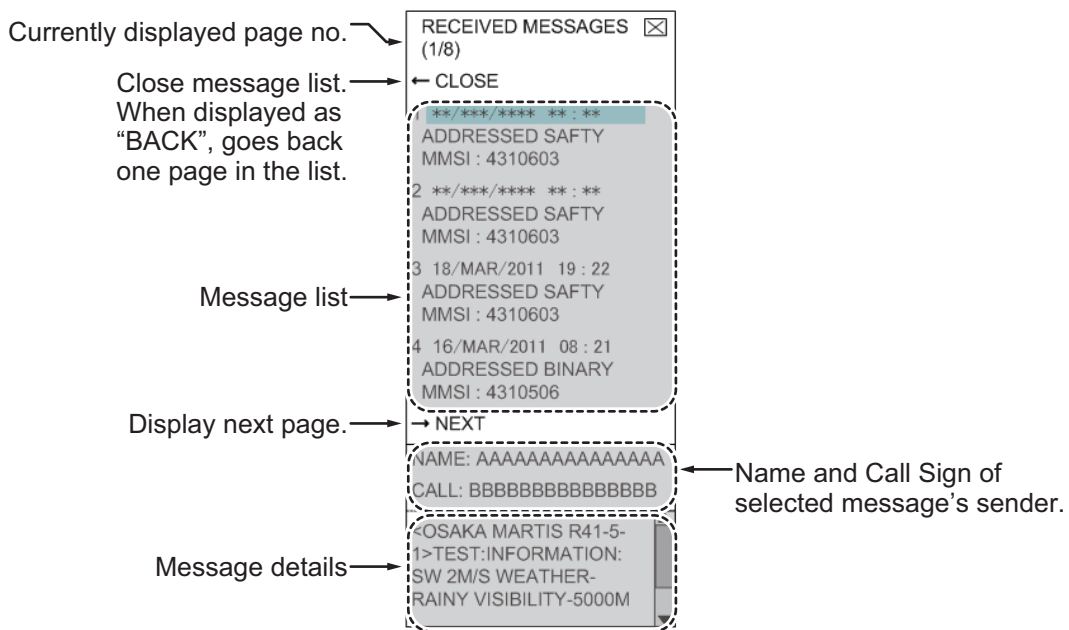 Currently displayed page no.
RECEIVED MESSAGES
(1/8)
Close message list.
When displayed as
“BACK”, goes back
one page in the list.
← CLOSE
1 **/***/**** **:**
ADDRESSED SAFTY
MMSI : 4310603
2 **/***/**** **:**
ADDRESSED SAFTY
MMSI : 4310603
Message list
3 18/MAR/2011 19:22
ADDRESSED SAFTY
MMSI : 4310603
4 16/MAR/2011 08:21
ADDRESSED BINARY
MMSI : 4310506
Display next page.
→ NEXT
NAME: AAAAAAAAAAAAAAA
CALL: BBBBBBBBBBBBBBB
Name and Call Sign of
selected message’s sender.
Message details
<OSAKA MARTIS R41-5-
1>TEST:INFORMATION:
SW 2M/S WEATHER-
RAINY VISIBILITY-5000M